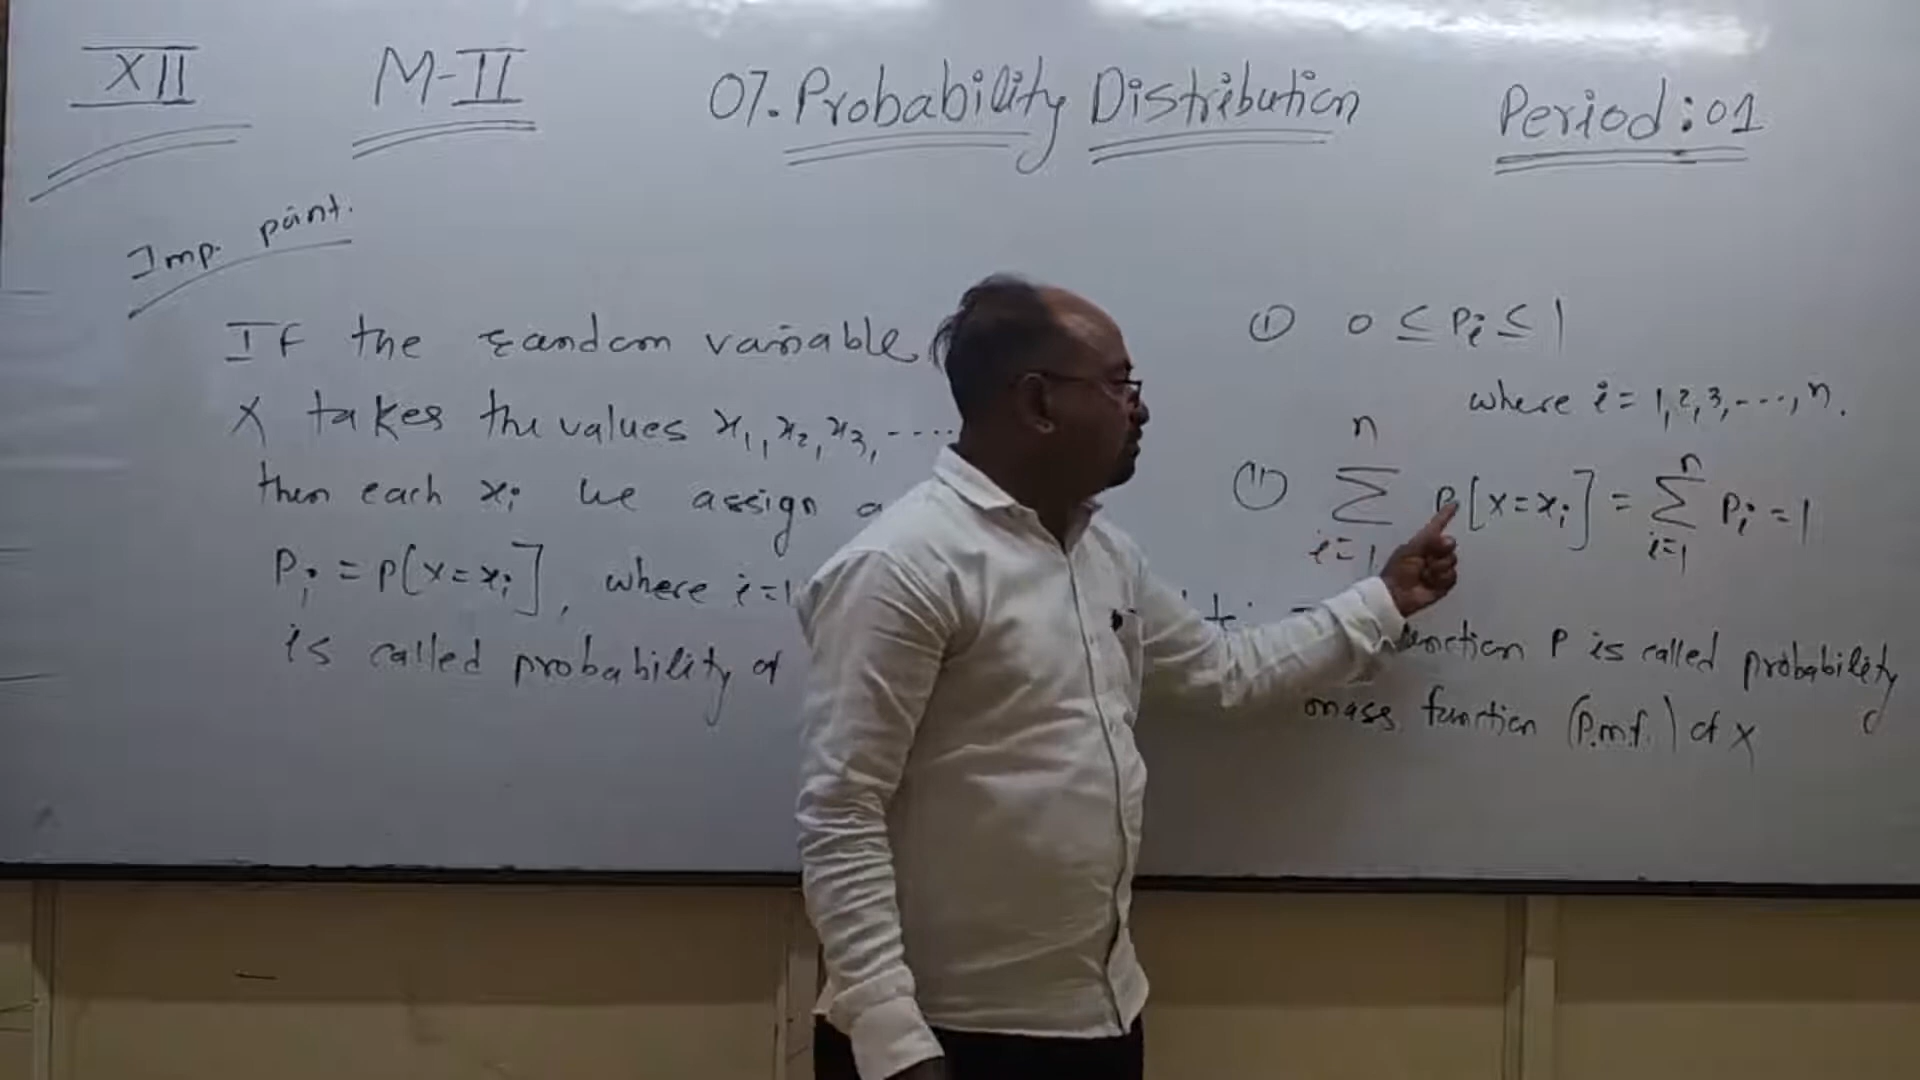 XII M-II 07. Probability Distribution Period: 01
Imp. point.
If the random variable
X takes the values x₁, x₂, x₃, ----
then each xᵢ we assign a
Pᵢ = P[X=xᵢ], where i=1
is called probability of
① 0 ≤ Pᵢ ≤ 1
where i = 1, 2, 3, ----, n.
⑪ n∑i=1 P[X=xᵢ] = n∑i=1 Pᵢ = 1
function P is called probability
mass function (P.m.f.) of X